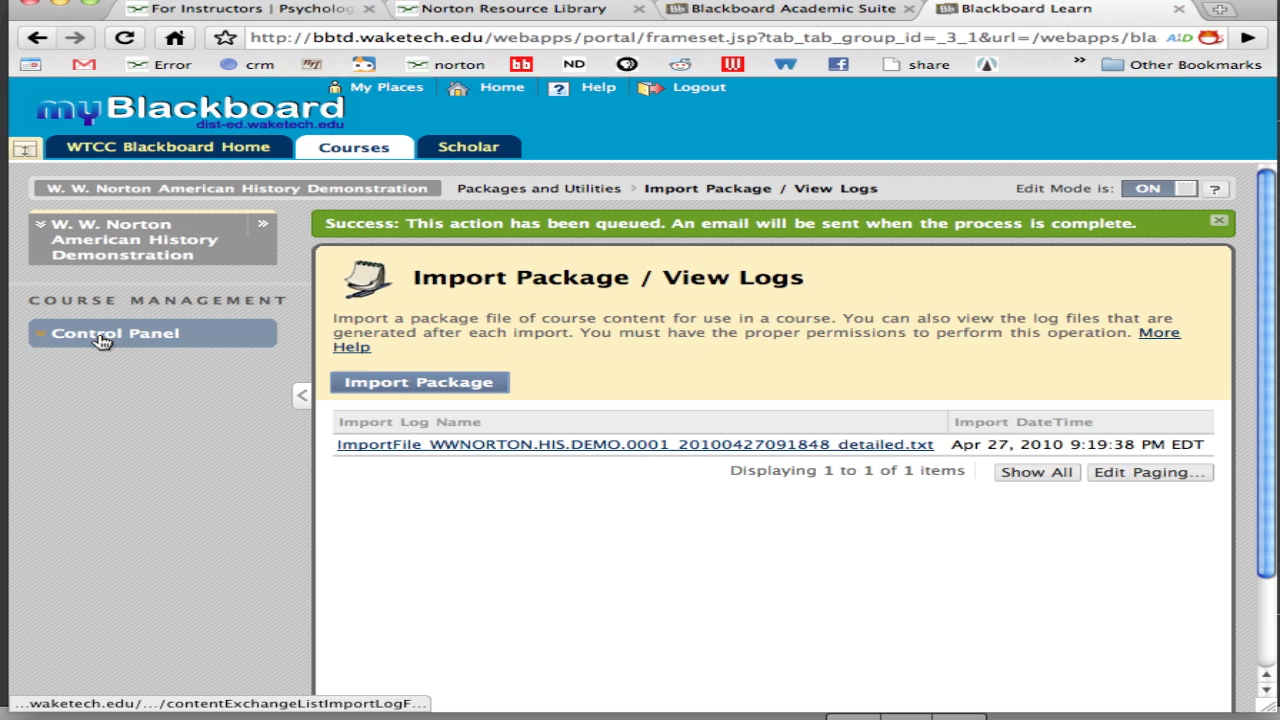 For Instructors | Psycholog
Norton Resource Library
Blackboard Academic Suite
Blackboard Learn
http://bbtd.waketech.edu/webapps/portal/frameset.jsp?tab_tab_group_id=_3_1&url=/webapps/bla
Error
crm
norton
bb
ND
share
»
Other Bookmarks
My Places
Home
Help
Logout
myBlackboard
dist-ed.waketech.edu
WTCC Blackboard Home
Courses
Scholar
W. W. Norton American History Demonstration
Packages and Utilities > Import Package / View Logs
Edit Mode is: ON ?
W. W. Norton
American History
Demonstration
Success: This action has been queued. An email will be sent when the process is complete.
COURSE MANAGEMENT
Control Panel
Import Package / View Logs
Import a package file of course content for use in a course. You can also view the log files that are
generated after each import. You must have the proper permissions to perform this operation. More
Help
Import Package
Import Log Name
Import DateTime
ImportFile_WWNORTON.HIS.DEMO.0001_20100427091848_detailed.txt
Apr 27, 2010 9:19:38 PM EDT
Displaying 1 to 1 of 1 items
Show All
Edit Paging...
...waketech.edu/.../contentExchangeListImportLogF...